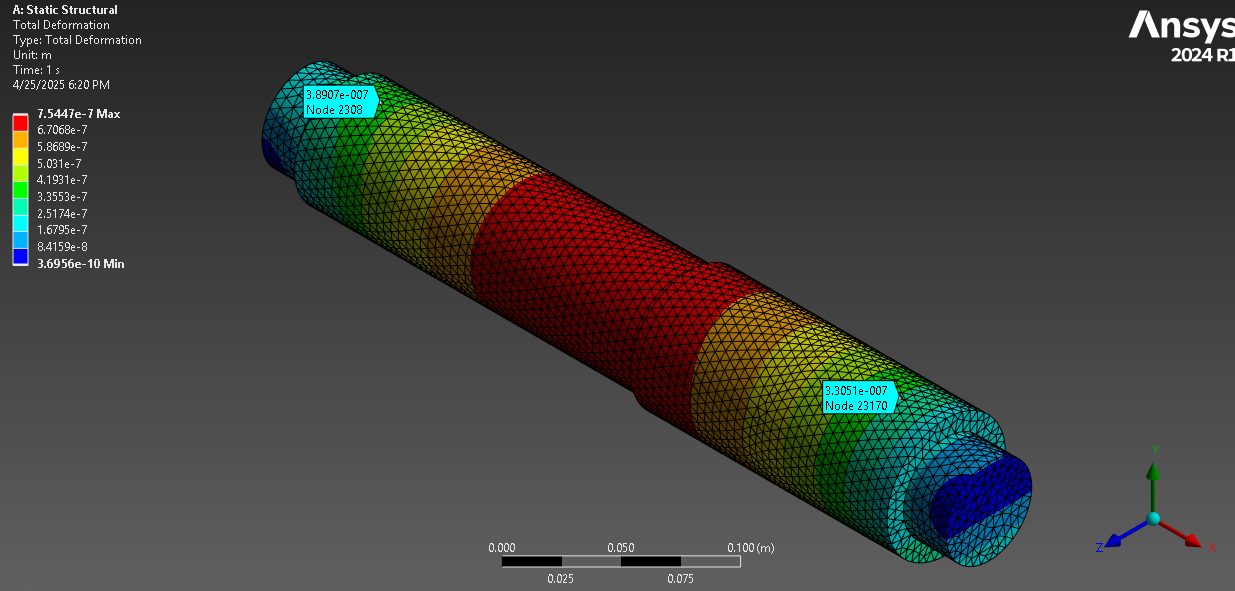 A: Static Structural
Total Deformation
Type: Total Deformation
Unit: m
Time: 1 s
4/25/2025 6:20 PM
7.5447e-7 Max
6.7068e-7
5.8689e-7
5.031e-7
4.1931e-7
3.3553e-7
2.5174e-7
1.6795e-7
8.4159e-8
3.6956e-10 Min
Ansys
2024 R1
3.8907e-007
Node 2308
3.3051e-007
Node 23170
0.000 0.050 0.100 (m)
0.025 0.075
Y
Z X